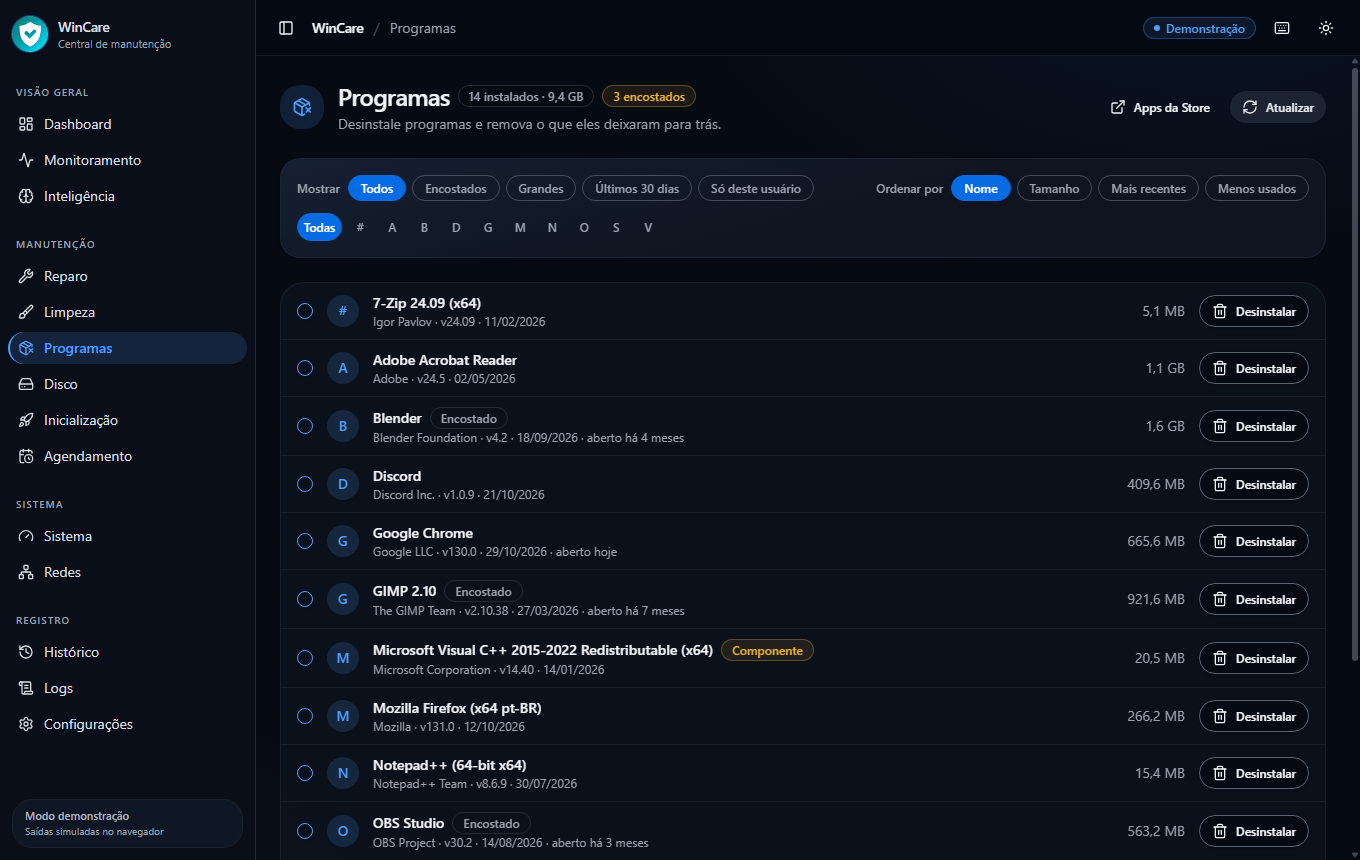 WinCare
Central de manutenção
VISÃO GERAL
Dashboard
Monitoramento
Inteligência
MANUTENÇÃO
Reparo
Limpeza
Programas
Disco
Inicialização
Agendamento
SISTEMA
Sistema
Redes
REGISTRO
Histórico
Logs
Configurações
Modo demonstração
Saídas simuladas no navegador
WinCare / Programas
Demonstração
Programas 14 instalados · 9,4 GB 3 encostados
Desinstale programas e remova o que eles deixaram para trás.
Apps da Store Atualizar
Mostrar Todos Encostados Grandes Últimos 30 dias Só deste usuário Ordenar por Nome Tamanho Mais recentes Menos usados
Todas # A B D G M N O S V
# 7-Zip 24.09 (x64)
Igor Pavlov · v24.09 · 11/02/2026
5,1 MB Desinstalar
A Adobe Acrobat Reader
Adobe · v24.5 · 02/05/2026
1,1 GB Desinstalar
B Blender Encostado
Blender Foundation · v4.2 · 18/09/2026 · aberto há 4 meses
1,6 GB Desinstalar
D Discord
Discord Inc. · v1.0.9 · 21/10/2026
409,6 MB Desinstalar
G Google Chrome
Google LLC · v130.0 · 29/10/2026 · aberto hoje
665,6 MB Desinstalar
G GIMP 2.10 Encostado
The GIMP Team · v2.10.38 · 27/03/2026 · aberto há 7 meses
921,6 MB Desinstalar
M Microsoft Visual C++ 2015-2022 Redistributable (x64) Componente
Microsoft Corporation · v14.40 · 14/01/2026
20,5 MB Desinstalar
M Mozilla Firefox (x64 pt-BR)
Mozilla · v131.0 · 12/10/2026
266,2 MB Desinstalar
N Notepad++ (64-bit x64)
Notepad++ Team · v8.6.9 · 30/07/2026
15,4 MB Desinstalar
O OBS Studio Encostado
OBS Project · v30.2 · 14/08/2026 · aberto há 3 meses
563,2 MB Desinstalar